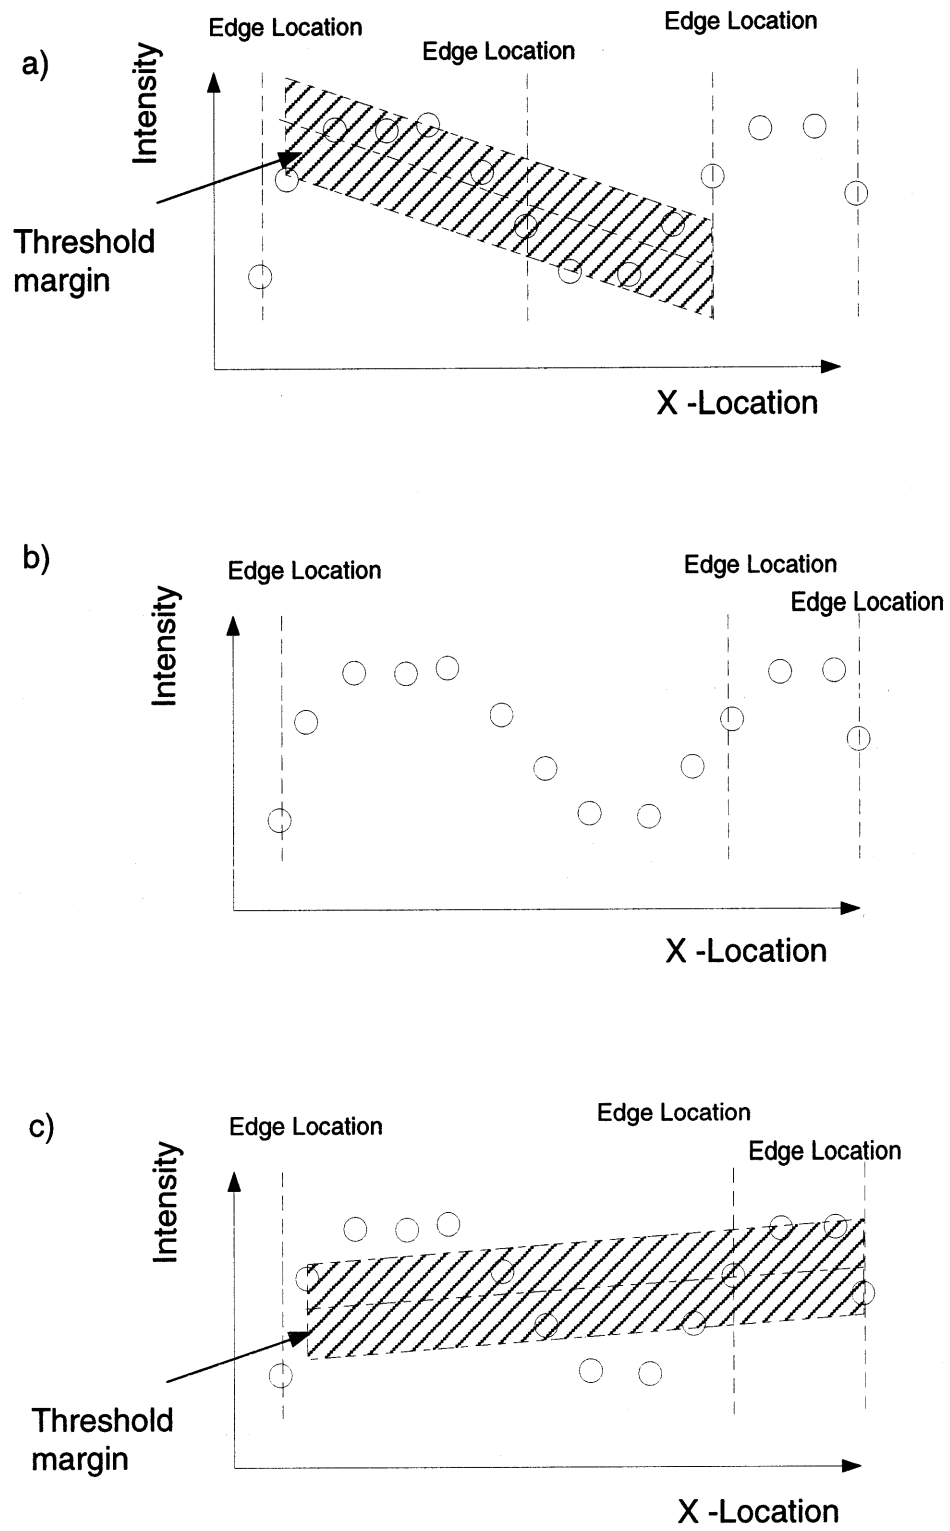 Edge Location
Edge Location
Edge Location
a)
Intensity
Threshold
margin
X -Location
b)
Edge Location
Edge Location
Edge Location
Intensity
X -Location
c)
Edge Location
Edge Location
Edge Location
Intensity
Threshold
margin
X -Location